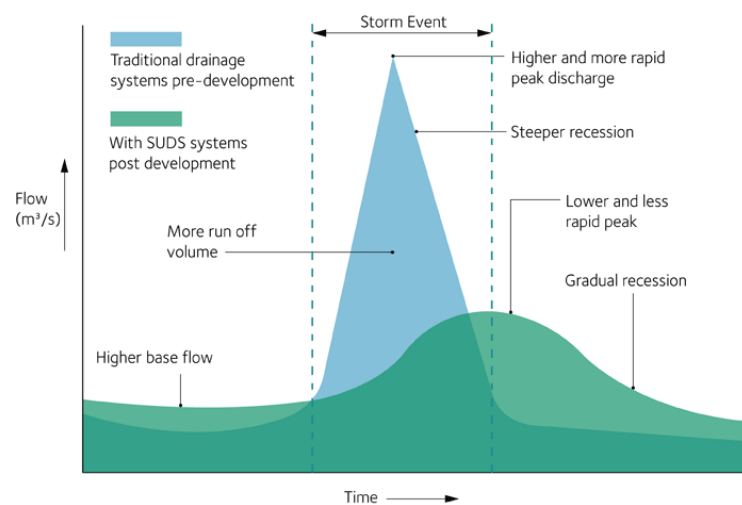 Storm Event
Traditional drainage
systems pre-development
With SUDS systems
post development
Higher and more rapid
peak discharge
Steeper recession
Flow
(m³/s)
More run off
volume
Lower and less
rapid peak
Gradual recession
Higher base flow
Time